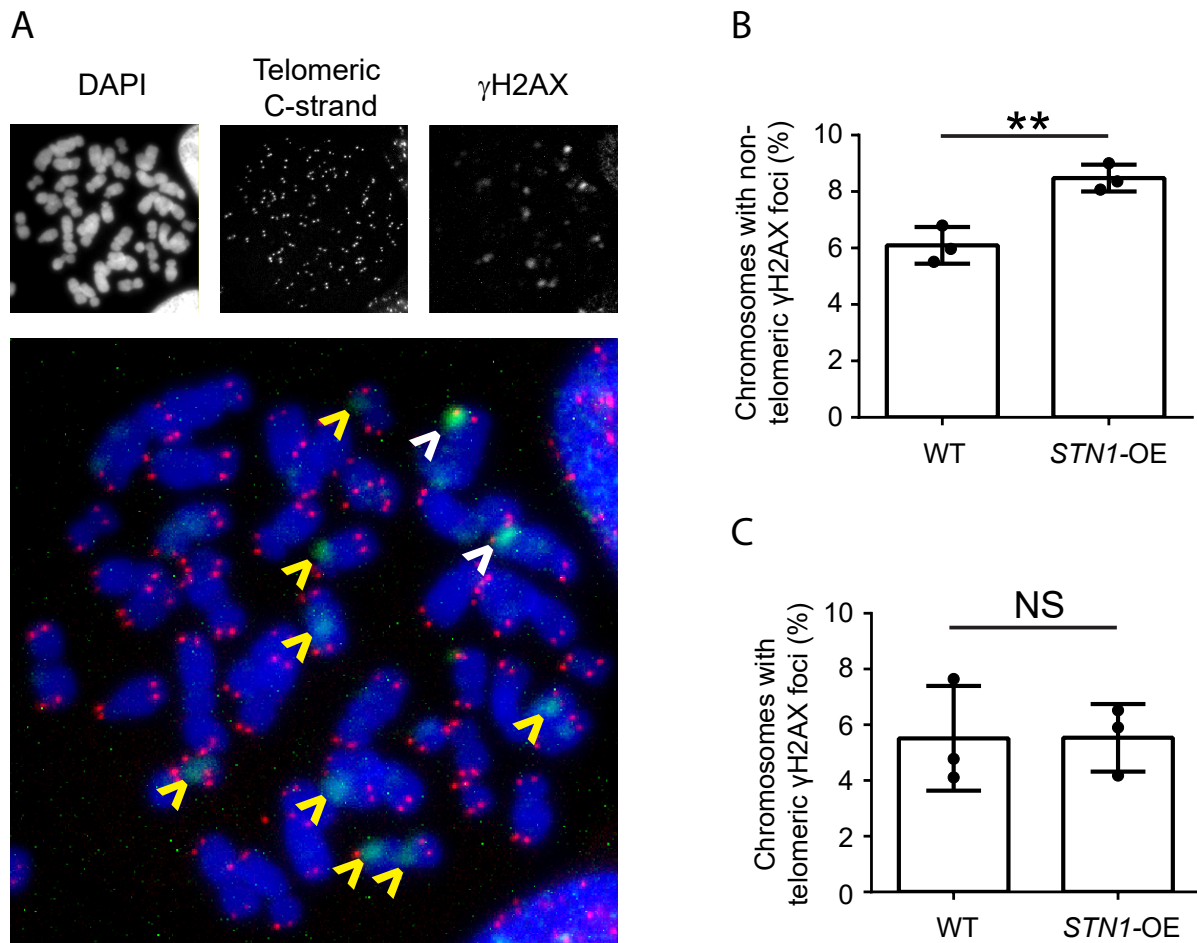 A
DAPI
Telomeric
C-strand
γH2AX
B
Chromosomes with non-
telomeric γH2AX foci (%)
10
8
6
4
2
0
**
WT
STN1-OE
C
Chromosomes with
telomeric γH2AX foci (%)
10
8
6
4
2
0
NS
WT
STN1-OE